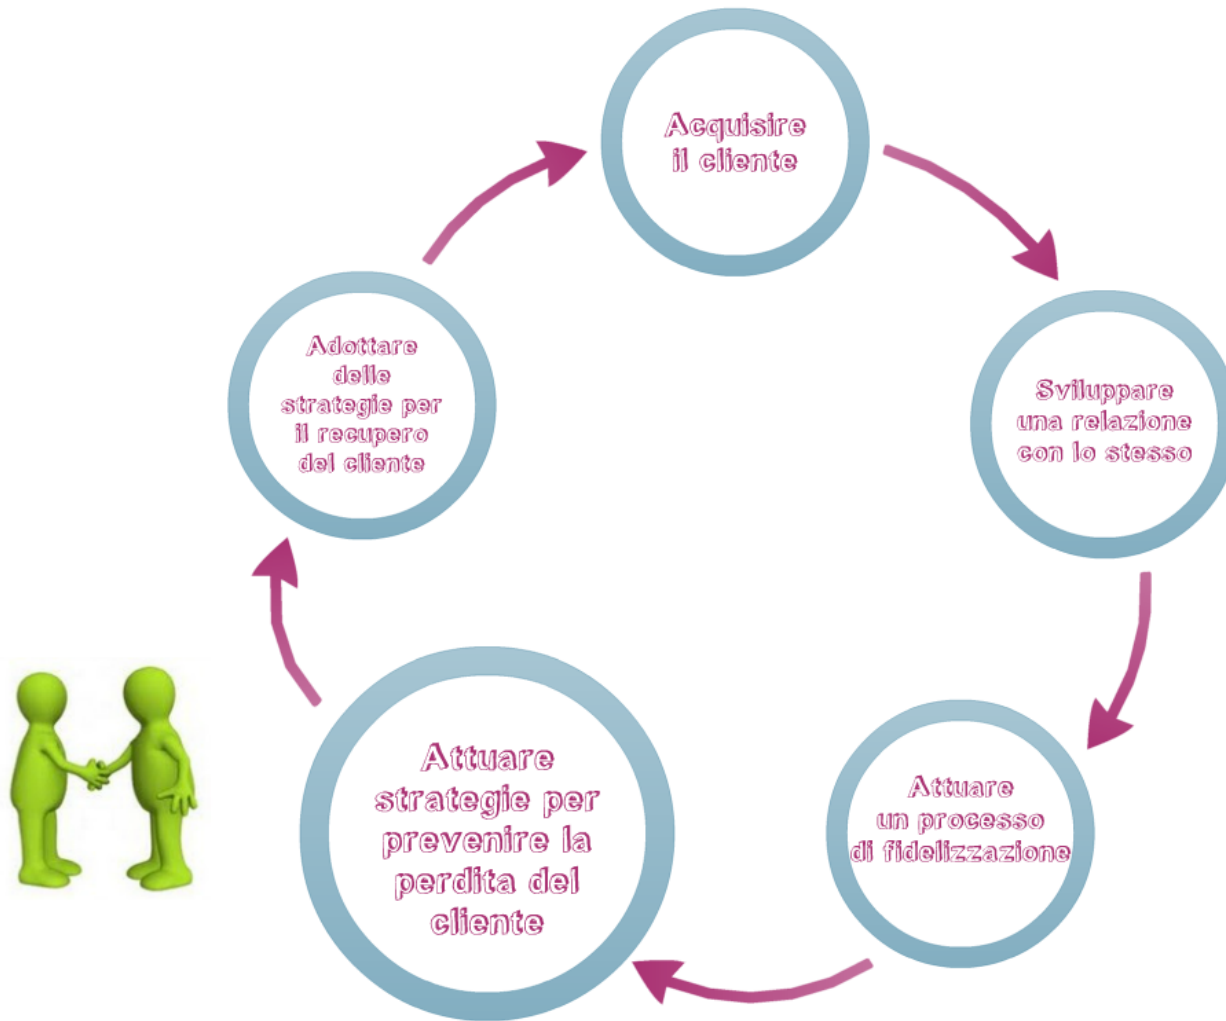 Acquisire
il cliente
Sviluppare
una relazione
con lo stesso
Attuare
un processo
di fidelizzazione
Attuare
strategie per
prevenire la
perdita del
cliente
Adottare
delle
strategie per
il recupero
del cliente